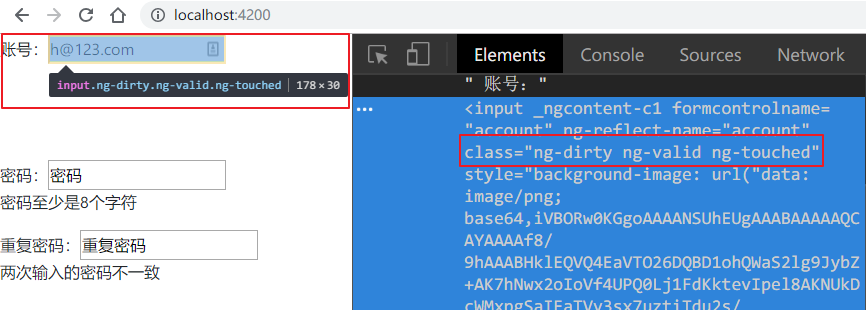 localhost:4200
账号：h@123.com
input.ng-dirty.ng-valid.ng-touched 178×30
密码：密码
密码至少是8个字符
重复密码：重复密码
两次输入的密码不一致
Elements Console Sources Network
" 账号："
<input _ngcontent-c1 formcontrolname=
"account" ng-reflect-name="account"
class="ng-dirty ng-valid ng-touched"
style="background-image: url("data:
image/png;
base64,iVBORw0KGgoAAAANSUhEUgAAABAAAAAQC
AYAAAAf8/
9hAAABHklEQVQ4EaVTO26DQBD1ohQWaS2lg9JybZ
+AK7hNwx2oIoVf4UPQ0Lj1FdKktevIpel8AKNUkD
cWMxpgSaIEaTVv3sx7uztiTdu2s/